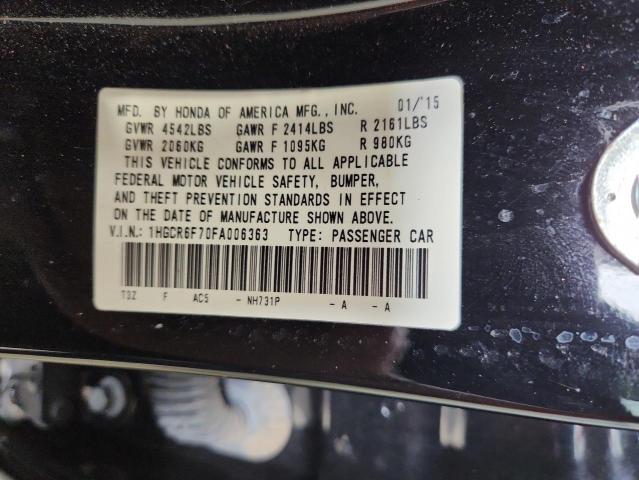 MFD. BY HONDA OF AMERICA MFG., INC. 01/'15
GVWR 4542LBS GAWR F 2414LBS R 2161LBS
GVWR 2060KG GAWR F 1095KG R 980KG
THIS VEHICLE CONFORMS TO ALL APPLICABLE
FEDERAL MOTOR VEHICLE SAFETY, BUMPER,
AND THEFT PREVENTION STANDARDS IN EFFECT
ON THE DATE OF MANUFACTURE SHOWN ABOVE.
V.I.N.: 1HGCR6F70FA006363 TYPE: PASSENGER CAR
T3Z F AC5 - NH731P - A - A